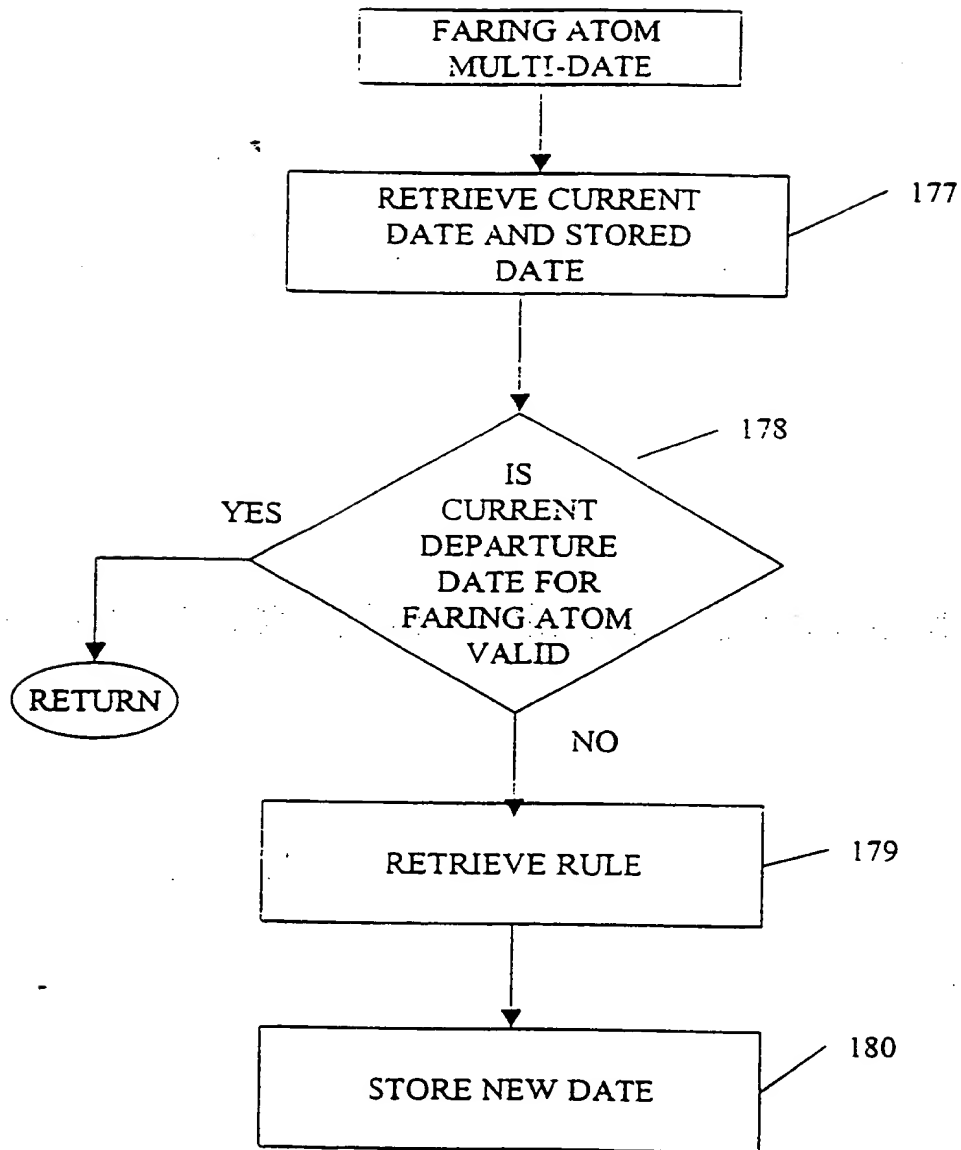 FARING ATOM
MULTI-DATE
RETRIEVE CURRENT
DATE AND STORED
DATE
177
178
IS
CURRENT
DEPARTURE
DATE FOR
FARING ATOM
VALID
YES
RETURN
NO
RETRIEVE RULE
179
STORE NEW DATE
180